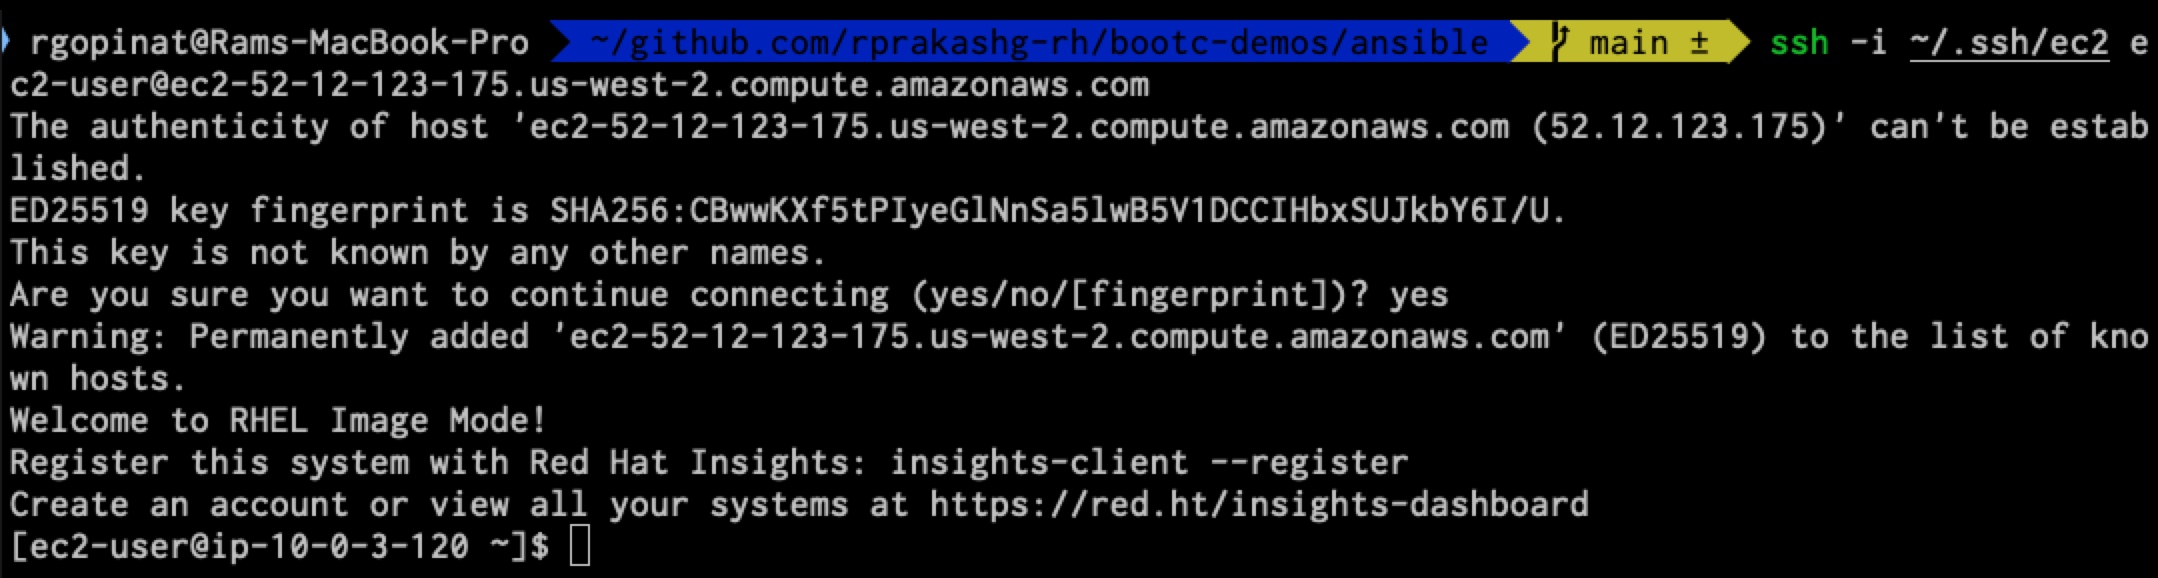 rgopinat@Rams-MacBook-Pro ~/github.com/rprakashg-rh/bootc-demos/ansible main ± ssh -i ~/.ssh/ec2 e
c2-user@ec2-52-12-123-175.us-west-2.compute.amazonaws.com
The authenticity of host 'ec2-52-12-123-175.us-west-2.compute.amazonaws.com (52.12.123.175)' can't be estab
lished.
ED25519 key fingerprint is SHA256:CBwwKXf5tPIyeGlNnSa5lwB5V1DCCIHbxSUJkbY6I/U.
This key is not known by any other names.
Are you sure you want to continue connecting (yes/no/[fingerprint])? yes
Warning: Permanently added 'ec2-52-12-123-175.us-west-2.compute.amazonaws.com' (ED25519) to the list of kno
wn hosts.
Welcome to RHEL Image Mode!
Register this system with Red Hat Insights: insights-client --register
Create an account or view all your systems at https://red.ht/insights-dashboard
[ec2-user@ip-10-0-3-120 ~]$